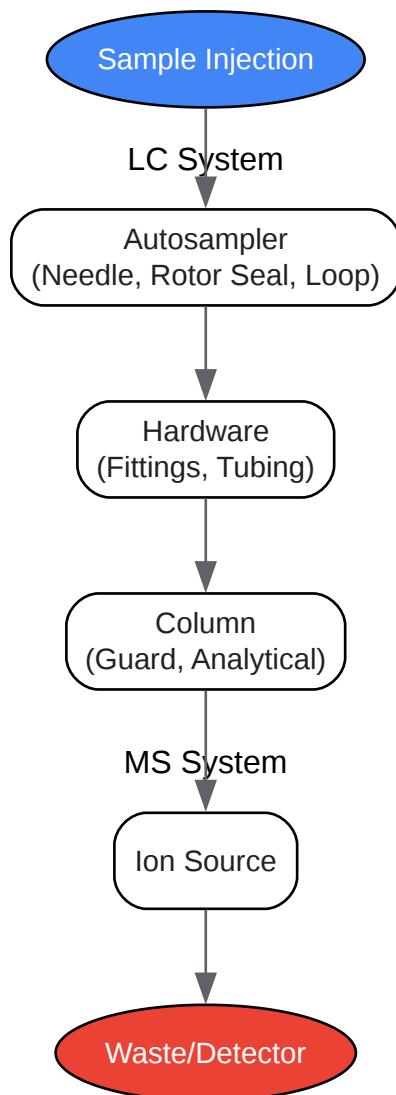 Sample Injection
LC System
Autosampler
(Needle, Rotor Seal, Loop)
Hardware
(Fittings, Tubing)
Column
(Guard, Analytical)
MS System
Ion Source
Waste/Detector